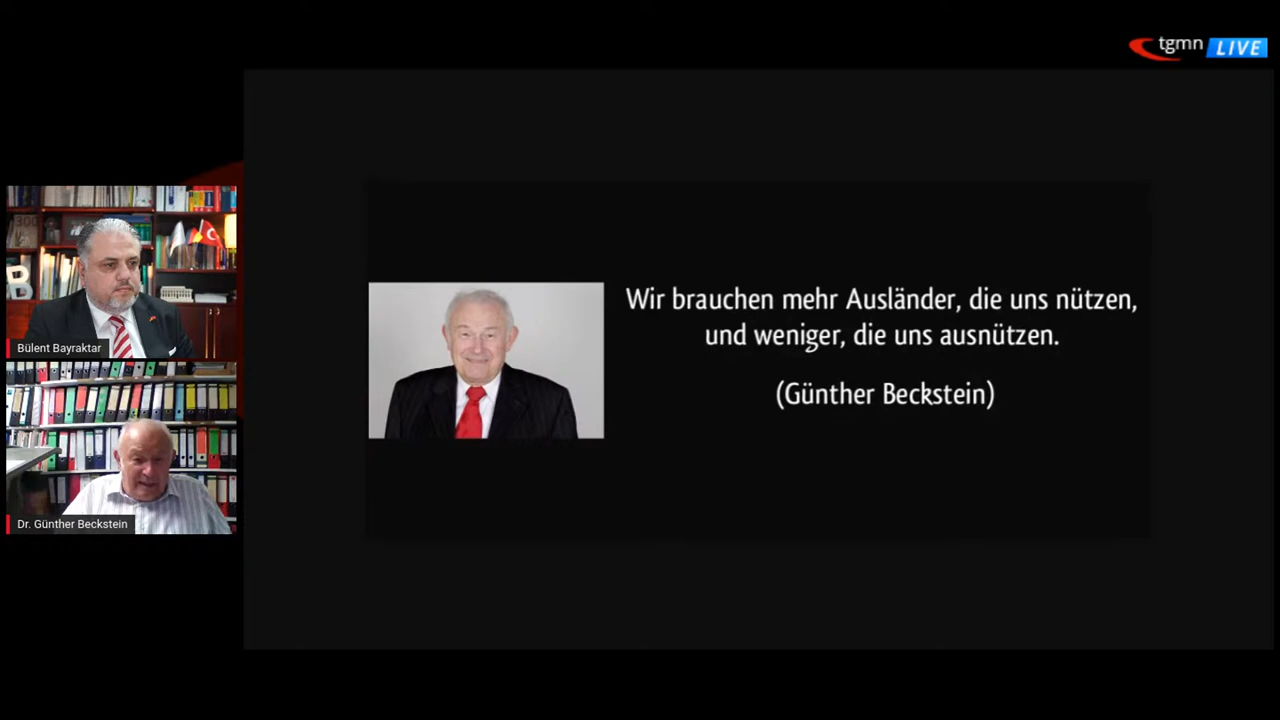 tgmn LIVE
Bülent Bayraktar
Dr. Günther Beckstein
Wir brauchen mehr Ausländer, die uns nützen,
und weniger, die uns ausnützen.
(Günther Beckstein)